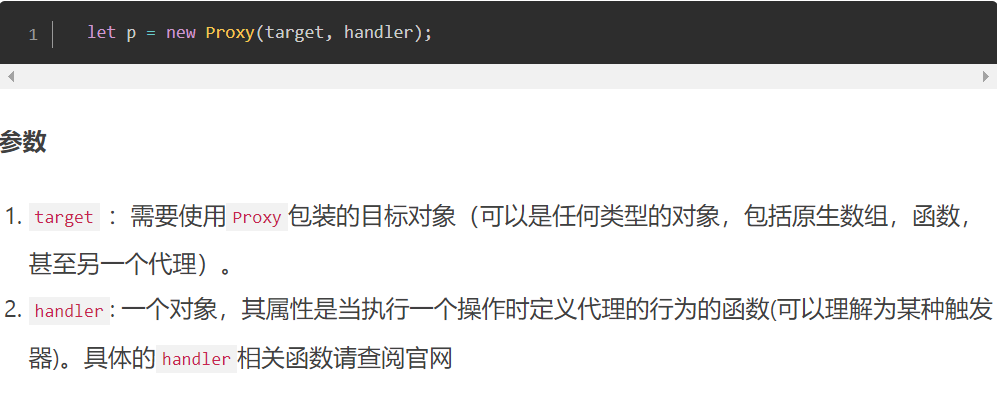 1 let p = new Proxy(target, handler);
参数
1. target ：需要使用Proxy包装的目标对象（可以是任何类型的对象，包括原生数组，函数，
甚至另一个代理）。
2. handler: 一个对象，其属性是当执行一个操作时定义代理的行为的函数(可以理解为某种触发
器)。具体的handler相关函数请查阅官网